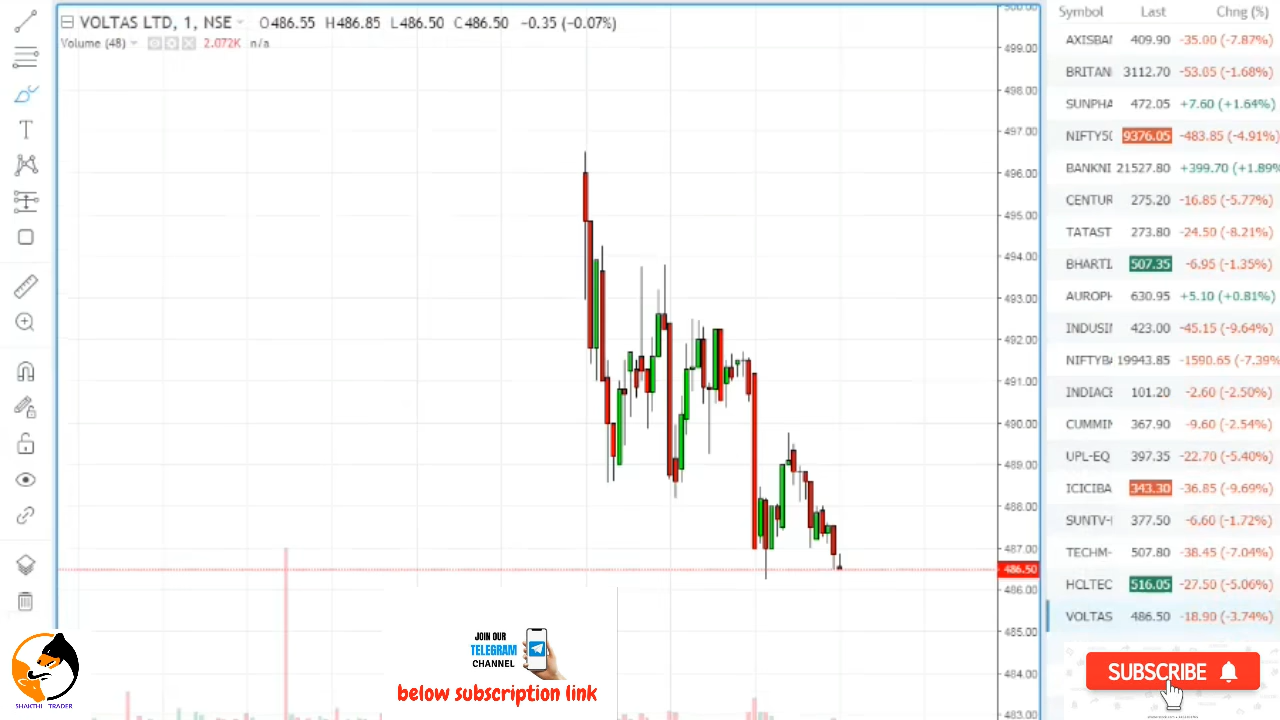 VOLTAS LTD, 1, NSE O486.55 H486.85 L486.50 C486.50 -0.35 (-0.07%)
Volume (48) 2.072K n/a
500.00
499.00
498.00
497.00
496.00
495.00
494.00
493.00
492.00
491.00
490.00
489.00
488.00
487.00
486.50
486.00
485.00
484.00
483.00
Symbol Last Chng (%)
AXISBAI 409.90 -35.00 (-7.87%)
BRITAN 3112.70 -53.05 (-1.68%)
SUNPHA 472.05 +7.60 (+1.64%)
NIFTY50 9376.05 -483.85 (-4.91%)
BANKNI 21527.80 +399.70 (+1.89%
CENTUR 275.20 -16.85 (-5.77%)
TATAST 273.80 -24.50 (-8.21%)
BHARTI 507.35 -6.95 (-1.35%)
AUROPH 630.95 +5.10 (+0.81%)
INDUSIN 423.00 -45.15 (-9.64%)
NIFTYBA 19943.85 -1590.65 (-7.39%
INDIACE 101.20 -2.60 (-2.50%)
CUMMIN 367.90 -9.60 (-2.54%)
UPL-EQ 397.35 -22.70 (-5.40%)
ICICIBA 343.30 -36.85 (-9.69%)
SUNTV-I 377.50 -6.60 (-1.72%)
TECHM- 507.80 -38.45 (-7.04%)
HCLTEC 516.05 -27.50 (-5.06%)
VOLTAS 486.50 -18.90 (-3.74%)
SHAKTHI TRADER
JOIN OUR
TELEGRAM
CHANNEL
below subscription link
SUBSCRIBE